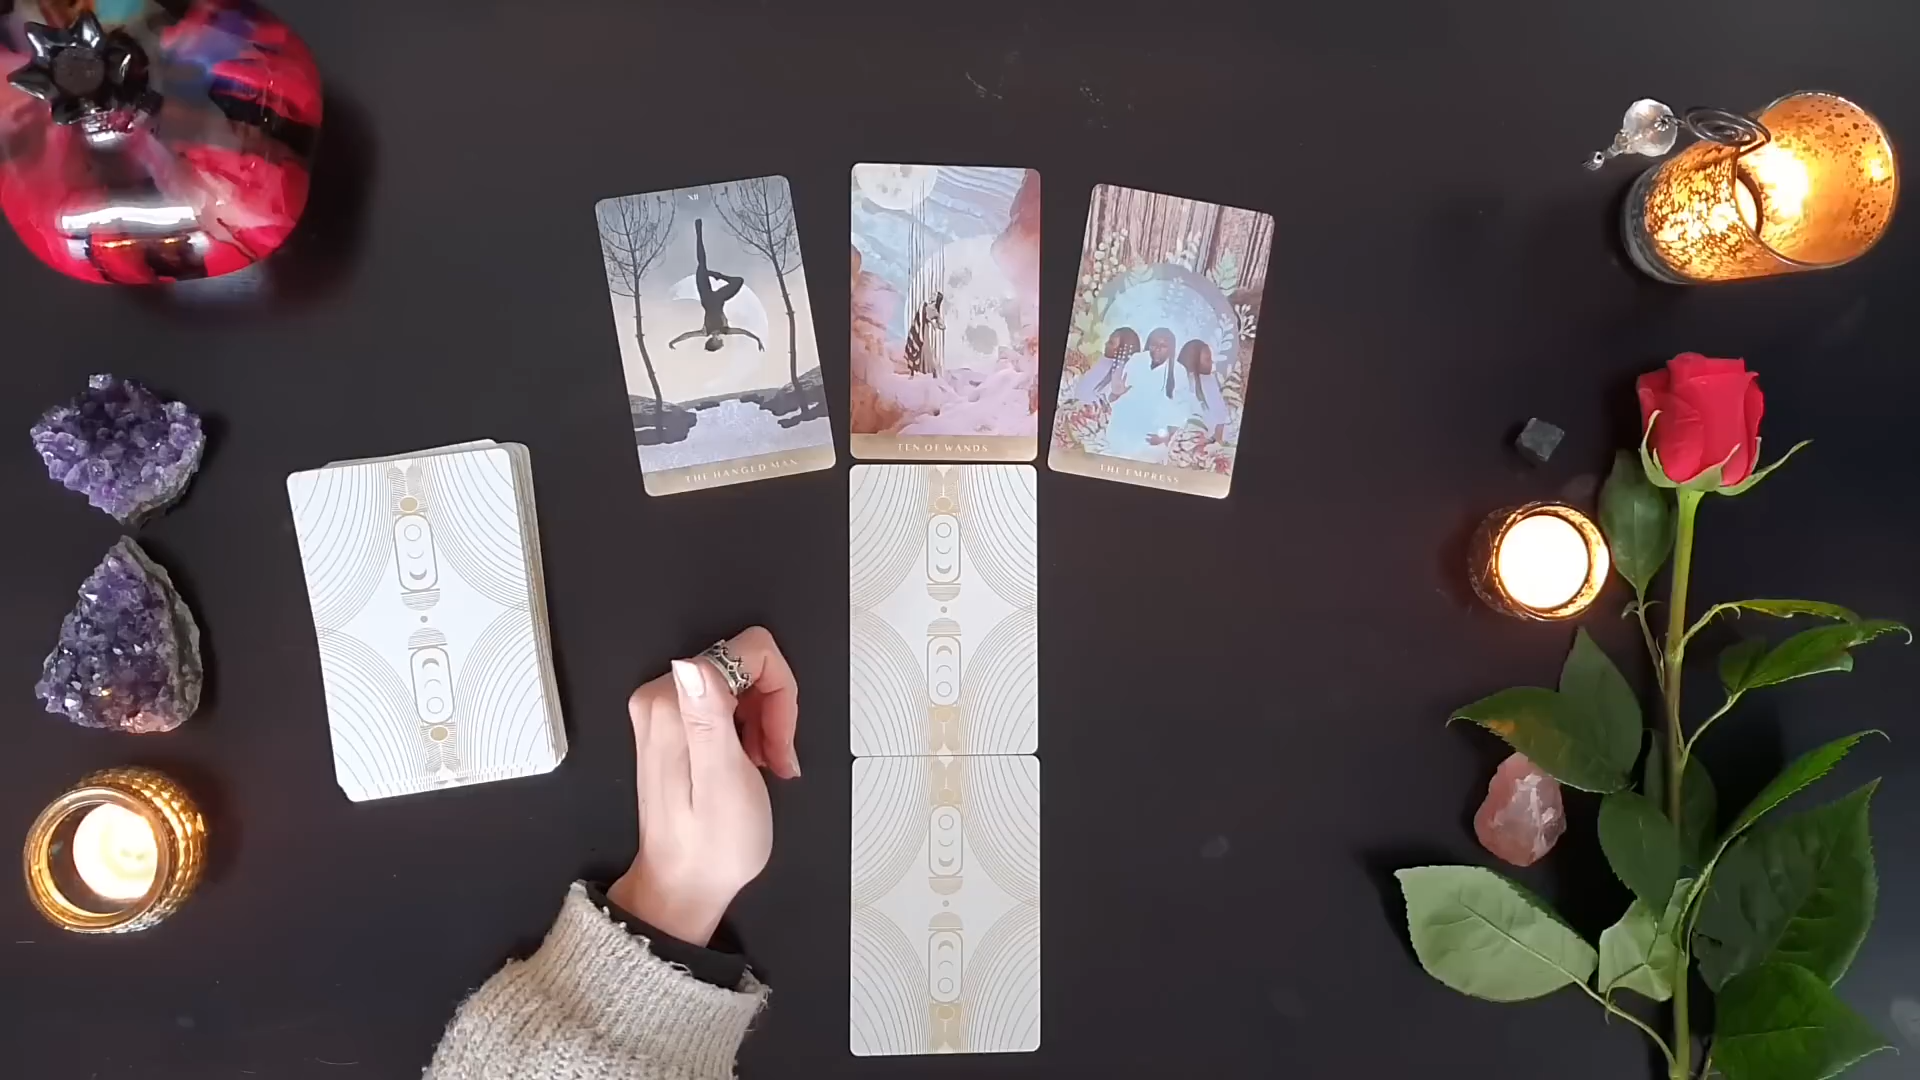 XII
THE HANGED MAN
TEN OF WANDS
THE EMPRESS